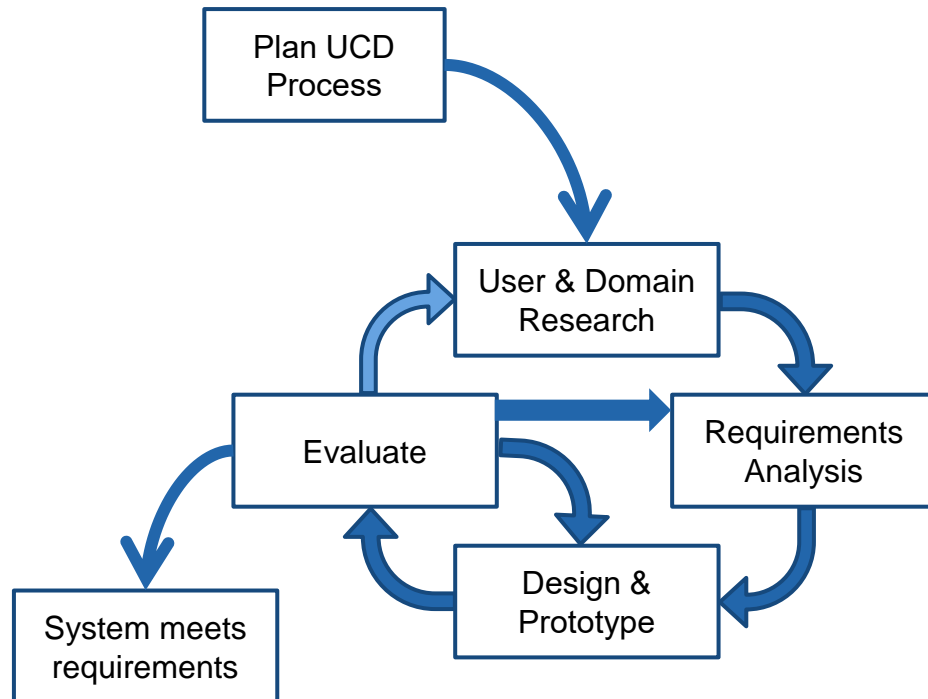 Plan UCD
Process
User & Domain
Research
Evaluate
Requirements
Analysis
Design &
Prototype
System meets
requirements